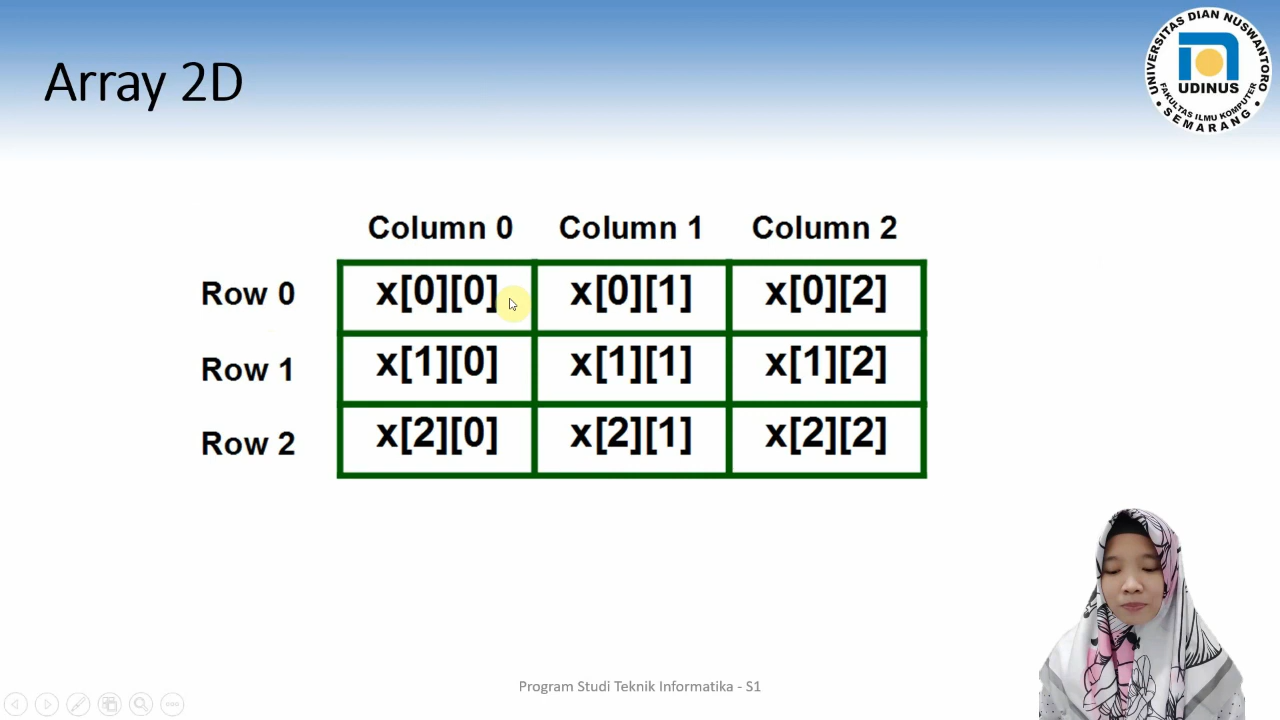 Array 2D
UNIVERSITAS DIAN NUSWANTORO
UDINUS
FAKULTAS ILMU KOMPUTER
SEMARANG
Column 0 Column 1 Column 2
Row 0 x[0][0] x[0][1] x[0][2]
Row 1 x[1][0] x[1][1] x[1][2]
Row 2 x[2][0] x[2][1] x[2][2]
Program Studi Teknik Informatika - S1